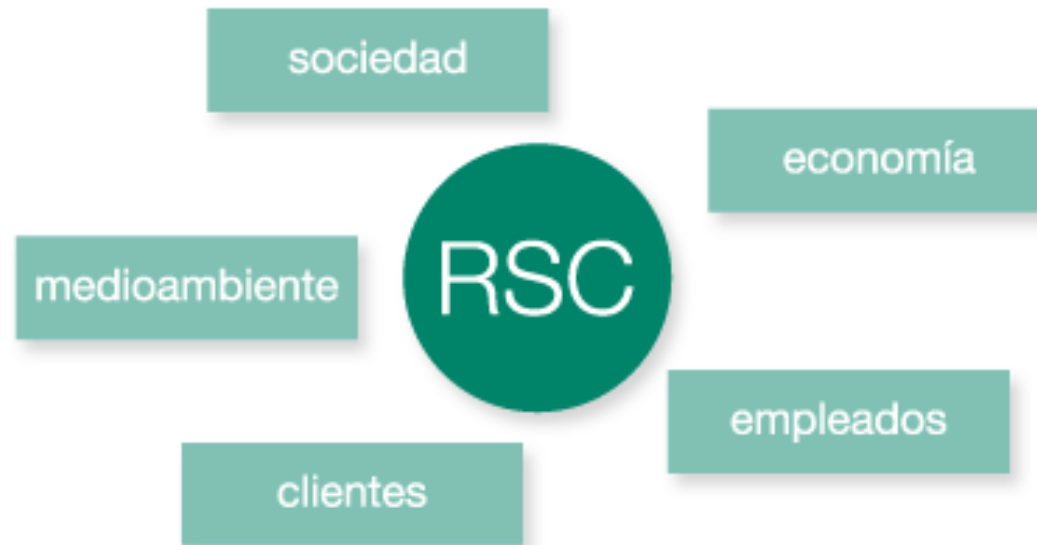 sociedad
economía
RSC
medioambiente
empleados
clientes